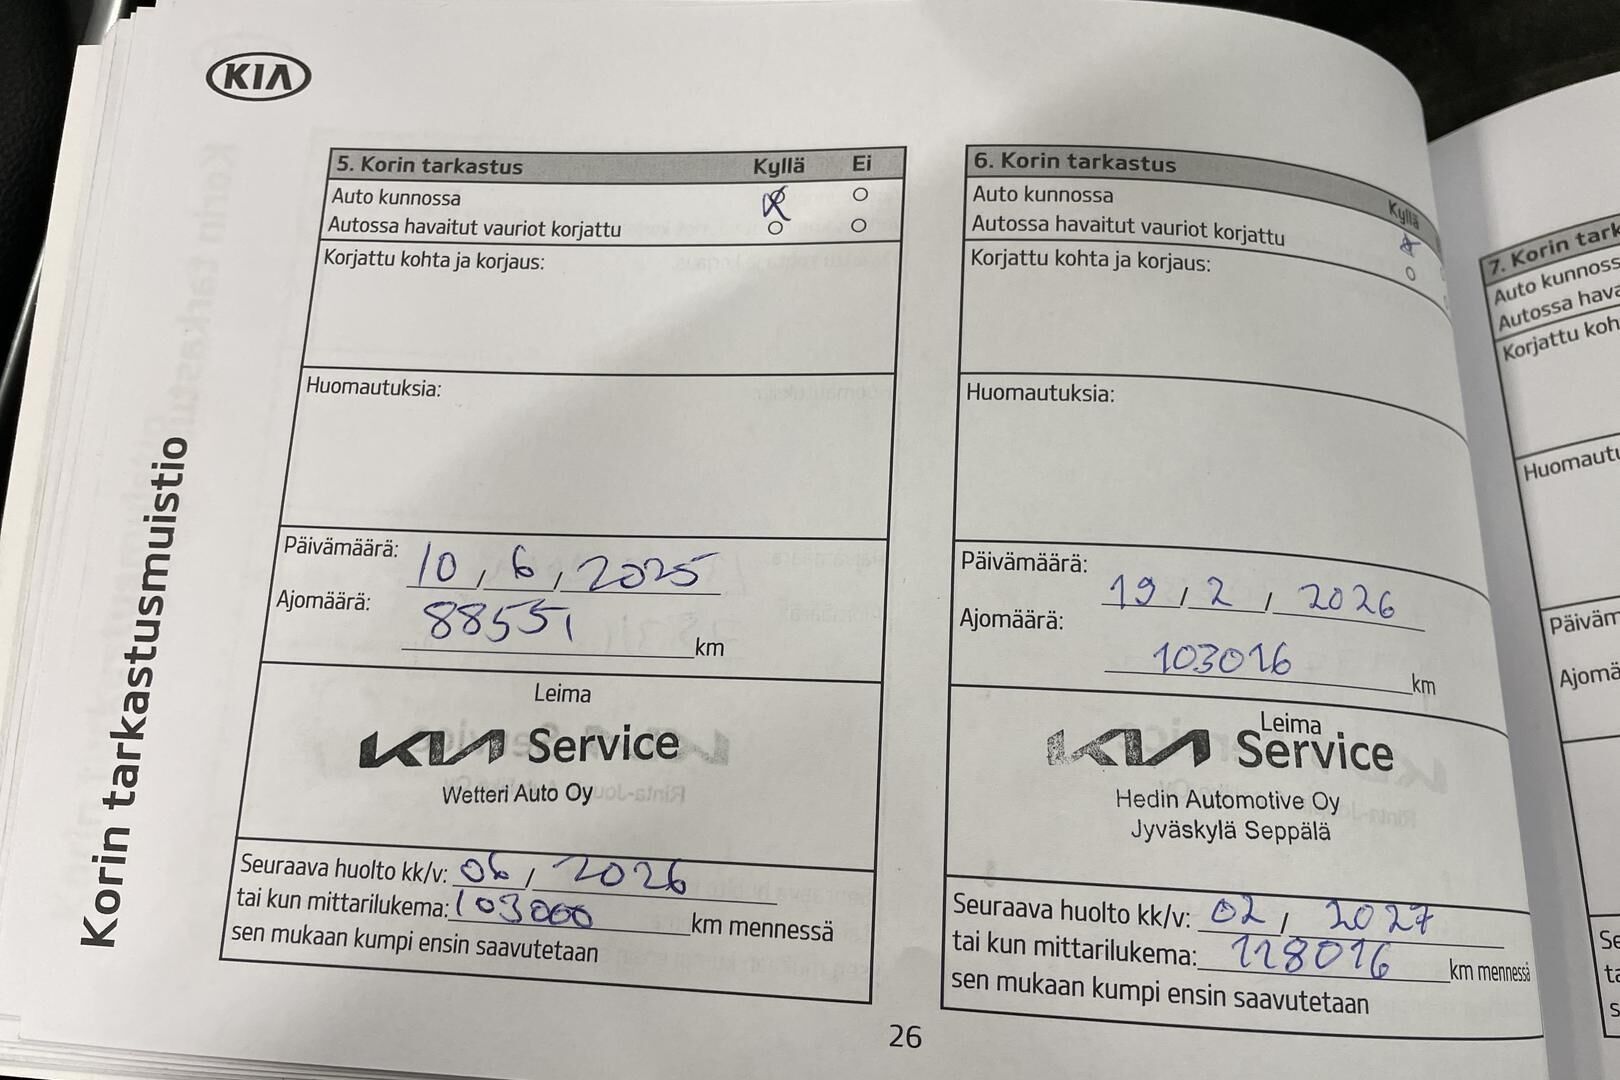 KIA
Korin tarkastusmuistio
5. Korin tarkastus Kyllä Ei
Auto kunnossa
Autossa havaitut vauriot korjattu
Korjattu kohta ja korjaus:
Huomautuksia:
Päivämäärä: 10, 6, 2025
Ajomäärä: 88551 km
Leima
KIA Service
Wetteri Auto Oy
Seuraava huolto kk/v: 06, 2026
tai kun mittarilukema: 103000 km mennessä
sen mukaan kumpi ensin saavutetaan
6. Korin tarkastus Kyllä
Auto kunnossa
Autossa havaitut vauriot korjattu
Korjattu kohta ja korjaus:
Huomautuksia:
Päivämäärä: 19, 2, 2026
Ajomäärä: 103016 km
Leima
KIA Service
Hedin Automotive Oy
Jyväskylä Seppälä
Seuraava huolto kk/v: 02, 2027
tai kun mittarilukema: 118016 km mennessä
sen mukaan kumpi ensin saavutetaan
26
7. Korin tark
Auto kunnoss
Autossa hava
Korjattu koh
Huomautu
Päiväm
Ajomä
Se
ta
s